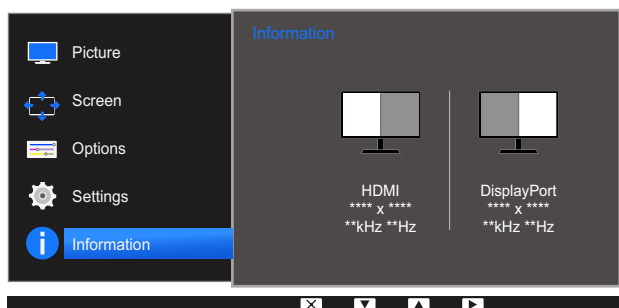 Information
Picture
Screen
Options
Settings
Information
HDMI
**** x ****
**kHz **Hz
DisplayPort
**** x ****
**kHz **Hz